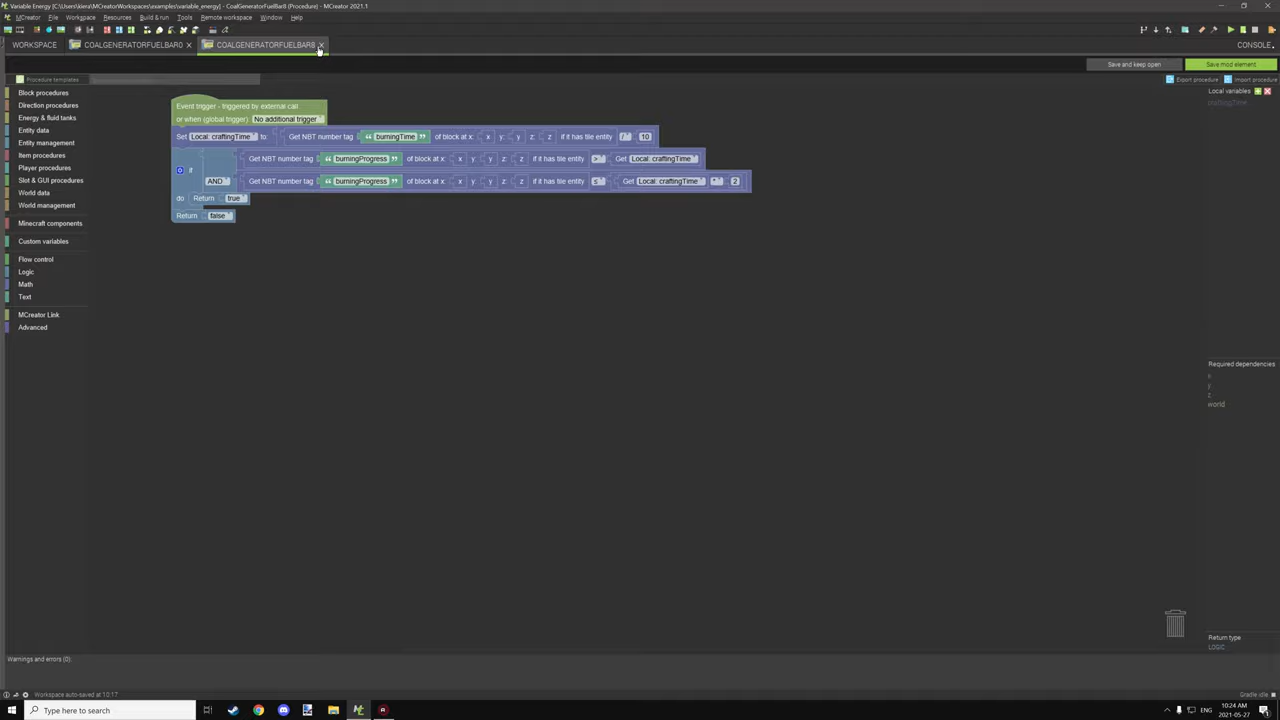 Variable Energy [C:\Users\kiera\MCreatorWorkspaces\examples\variable_energy] - CoalGeneratorFuelBar8 (Procedure) - MCreator 2021.1
MCreator File Workspace Resources Build & run Tools Remote workspace Window Help
WORKSPACE COALGENERATORFUELBAR0 × COALGENERATORFUELBAR8 × CONSOLE
Save and keep open Save mod element
Procedure templates Export procedure Import procedure
Block procedures
Direction procedures
Energy & fluid tanks
Entity data
Entity management
Item procedures
Player procedures
Slot & GUI procedures
World data
World management
Minecraft components
Custom variables
Flow control
Logic
Math
Text
MCreator Link
Advanced
Event trigger - triggered by external call
or when (global trigger): No additional trigger
Set Local: craftingTime to: Get NBT number tag “ burningTime ” of block at x: x y: y z: z if it has tile entity / 10
if Get NBT number tag “ burningProgress ” of block at x: x y: y z: z if it has tile entity > Get Local: craftingTime
AND Get NBT number tag “ burningProgress ” of block at x: x y: y z: z if it has tile entity ≤ Get Local: craftingTime * 2
do Return true
Return false
Local variables
craftingTime
Required dependencies
y
z
world
Return type
LOGIC
Warnings and errors (0):
Workspace auto-saved at 10:17 Gradle idle
Type here to search ENG 10:24 AM
2021-05-27